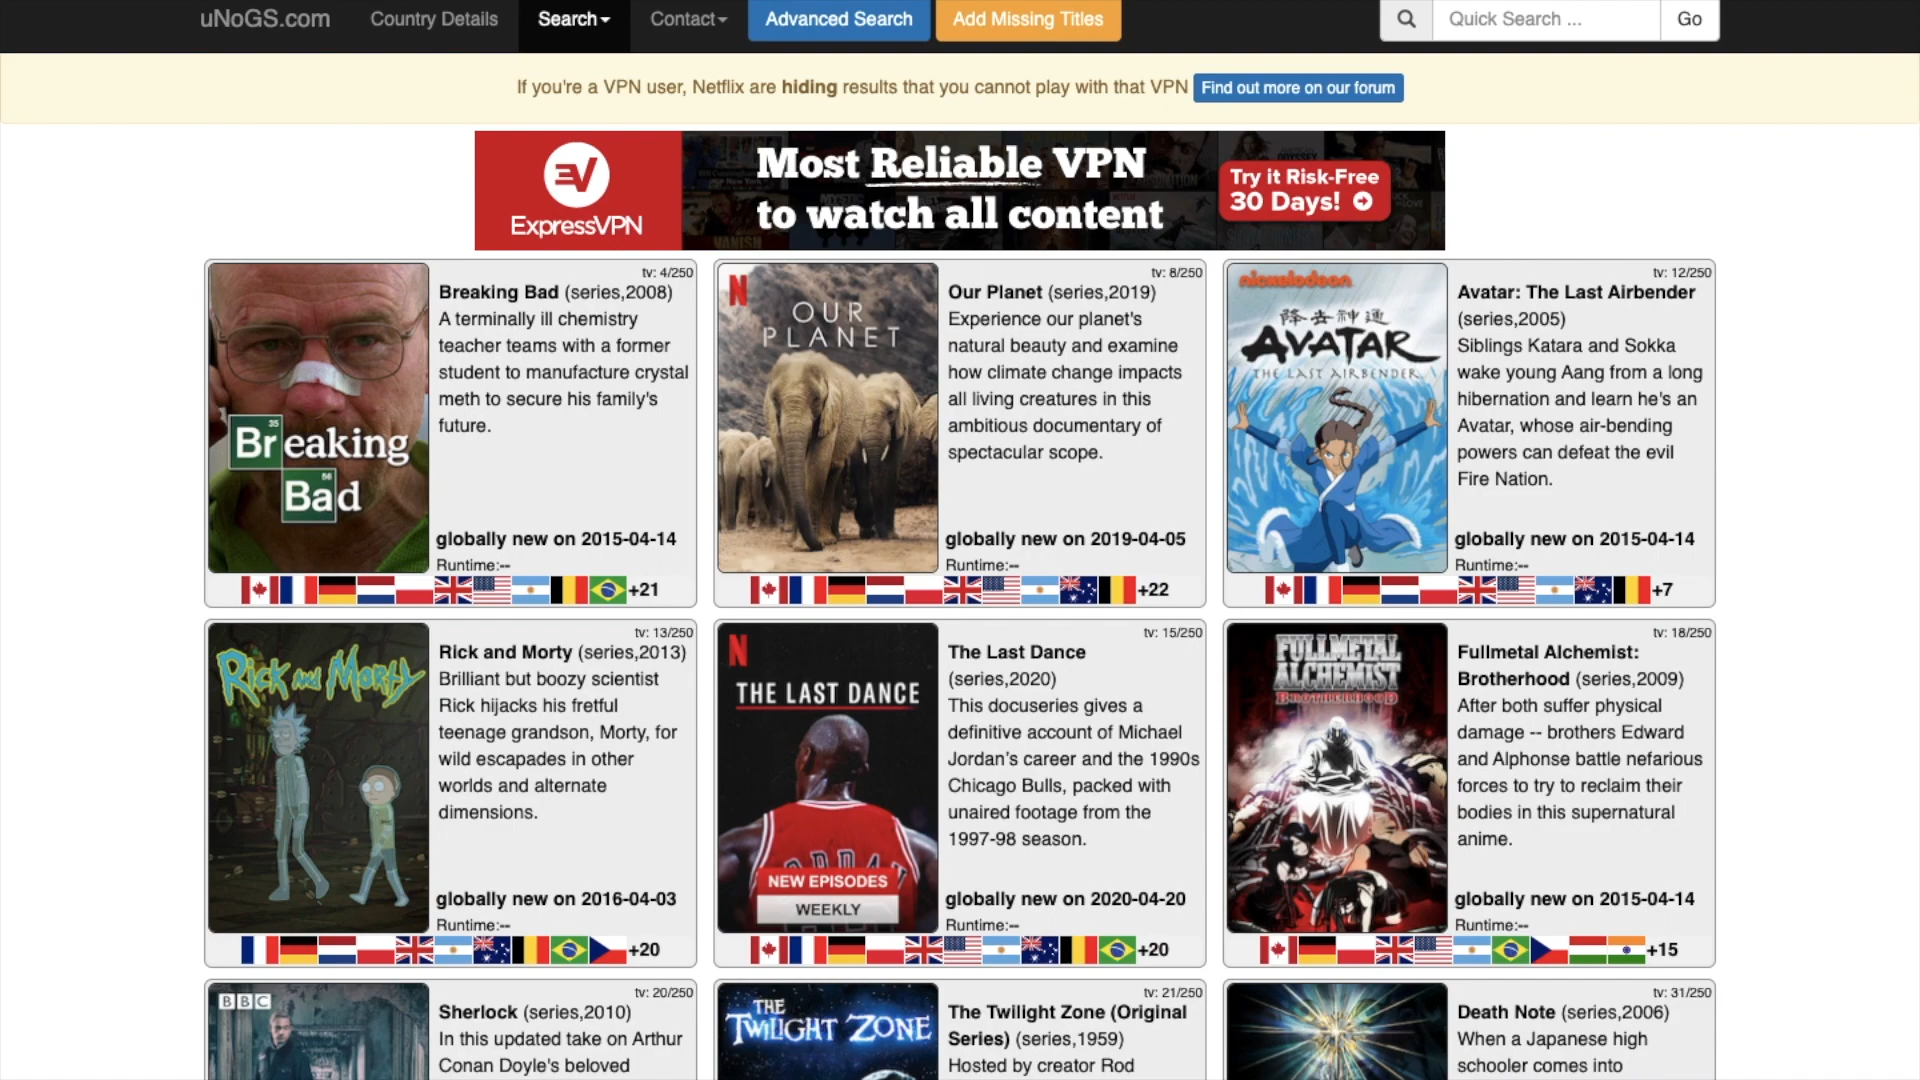 uNoGS.com Country Details Search Contact Advanced Search Add Missing Titles Quick Search ... Go
If you're a VPN user, Netflix are hiding results that you cannot play with that VPN Find out more on our forum
EV
ExpressVPN
Most Reliable VPN
to watch all content
Try it Risk-Free
30 Days!
35
Breaking
56
Bad
tv: 4/250
Breaking Bad (series,2008)
A terminally ill chemistry
teacher teams with a former
student to manufacture crystal
meth to secure his family's
future.
globally new on 2015-04-14
Runtime:--
+21
N
OUR
PLANET
tv: 8/250
Our Planet (series,2019)
Experience our planet's
natural beauty and examine
how climate change impacts
all living creatures in this
ambitious documentary of
spectacular scope.
globally new on 2019-04-05
Runtime:--
+22
nickelodeon
降去神通
AVATAR
THE LAST AIRBENDER
tv: 12/250
Avatar: The Last Airbender
(series,2005)
Siblings Katara and Sokka
wake young Aang from a long
hibernation and learn he's an
Avatar, whose air-bending
powers can defeat the evil
Fire Nation.
globally new on 2015-04-14
Runtime:--
+7
Rick and Morty
tv: 13/250
Rick and Morty (series,2013)
Brilliant but boozy scientist
Rick hijacks his fretful
teenage grandson, Morty, for
wild escapades in other
worlds and alternate
dimensions.
globally new on 2016-04-03
Runtime:--
+20
N
THE LAST DANCE
NEW EPISODES
WEEKLY
tv: 15/250
The Last Dance
(series,2020)
This docuseries gives a
definitive account of Michael
Jordan's career and the 1990s
Chicago Bulls, packed with
unaired footage from the
1997-98 season.
globally new on 2020-04-20
Runtime:--
+20
FULLMETAL
ALCHEMIST
BROTHERHOOD
tv: 18/250
Fullmetal Alchemist:
Brotherhood (series,2009)
After both suffer physical
damage -- brothers Edward
and Alphonse battle nefarious
forces to try to reclaim their
bodies in this supernatural
anime.
globally new on 2015-04-14
Runtime:--
+15
BBC
tv: 20/250
Sherlock (series,2010)
In this updated take on Arthur
Conan Doyle's beloved
THE
TWILIGHT ZONE
tv: 21/250
The Twilight Zone (Original
Series) (series,1959)
Hosted by creator Rod
tv: 31/250
Death Note (series,2006)
When a Japanese high
schooler comes into